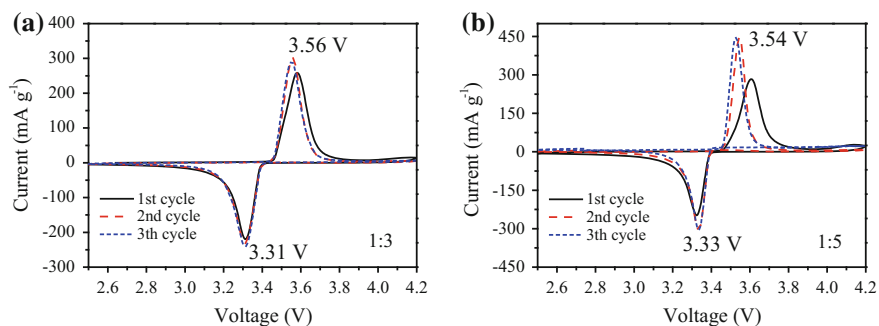 (a)
Current (mA g⁻¹)
400
300
200
100
0
-100
-200
-300
3.56 V
1st cycle
2nd cycle
3th cycle
3.31 V
1:3
2.6 2.8 3.0 3.2 3.4 3.6 3.8 4.0 4.2
Voltage (V)
(b)
Current (mA g⁻¹)
450
300
150
0
-150
-300
-450
3.54 V
1st cycle
2nd cycle
3th cycle
3.33 V
1:5
2.6 2.8 3.0 3.2 3.4 3.6 3.8 4.0 4.2
Voltage (V)